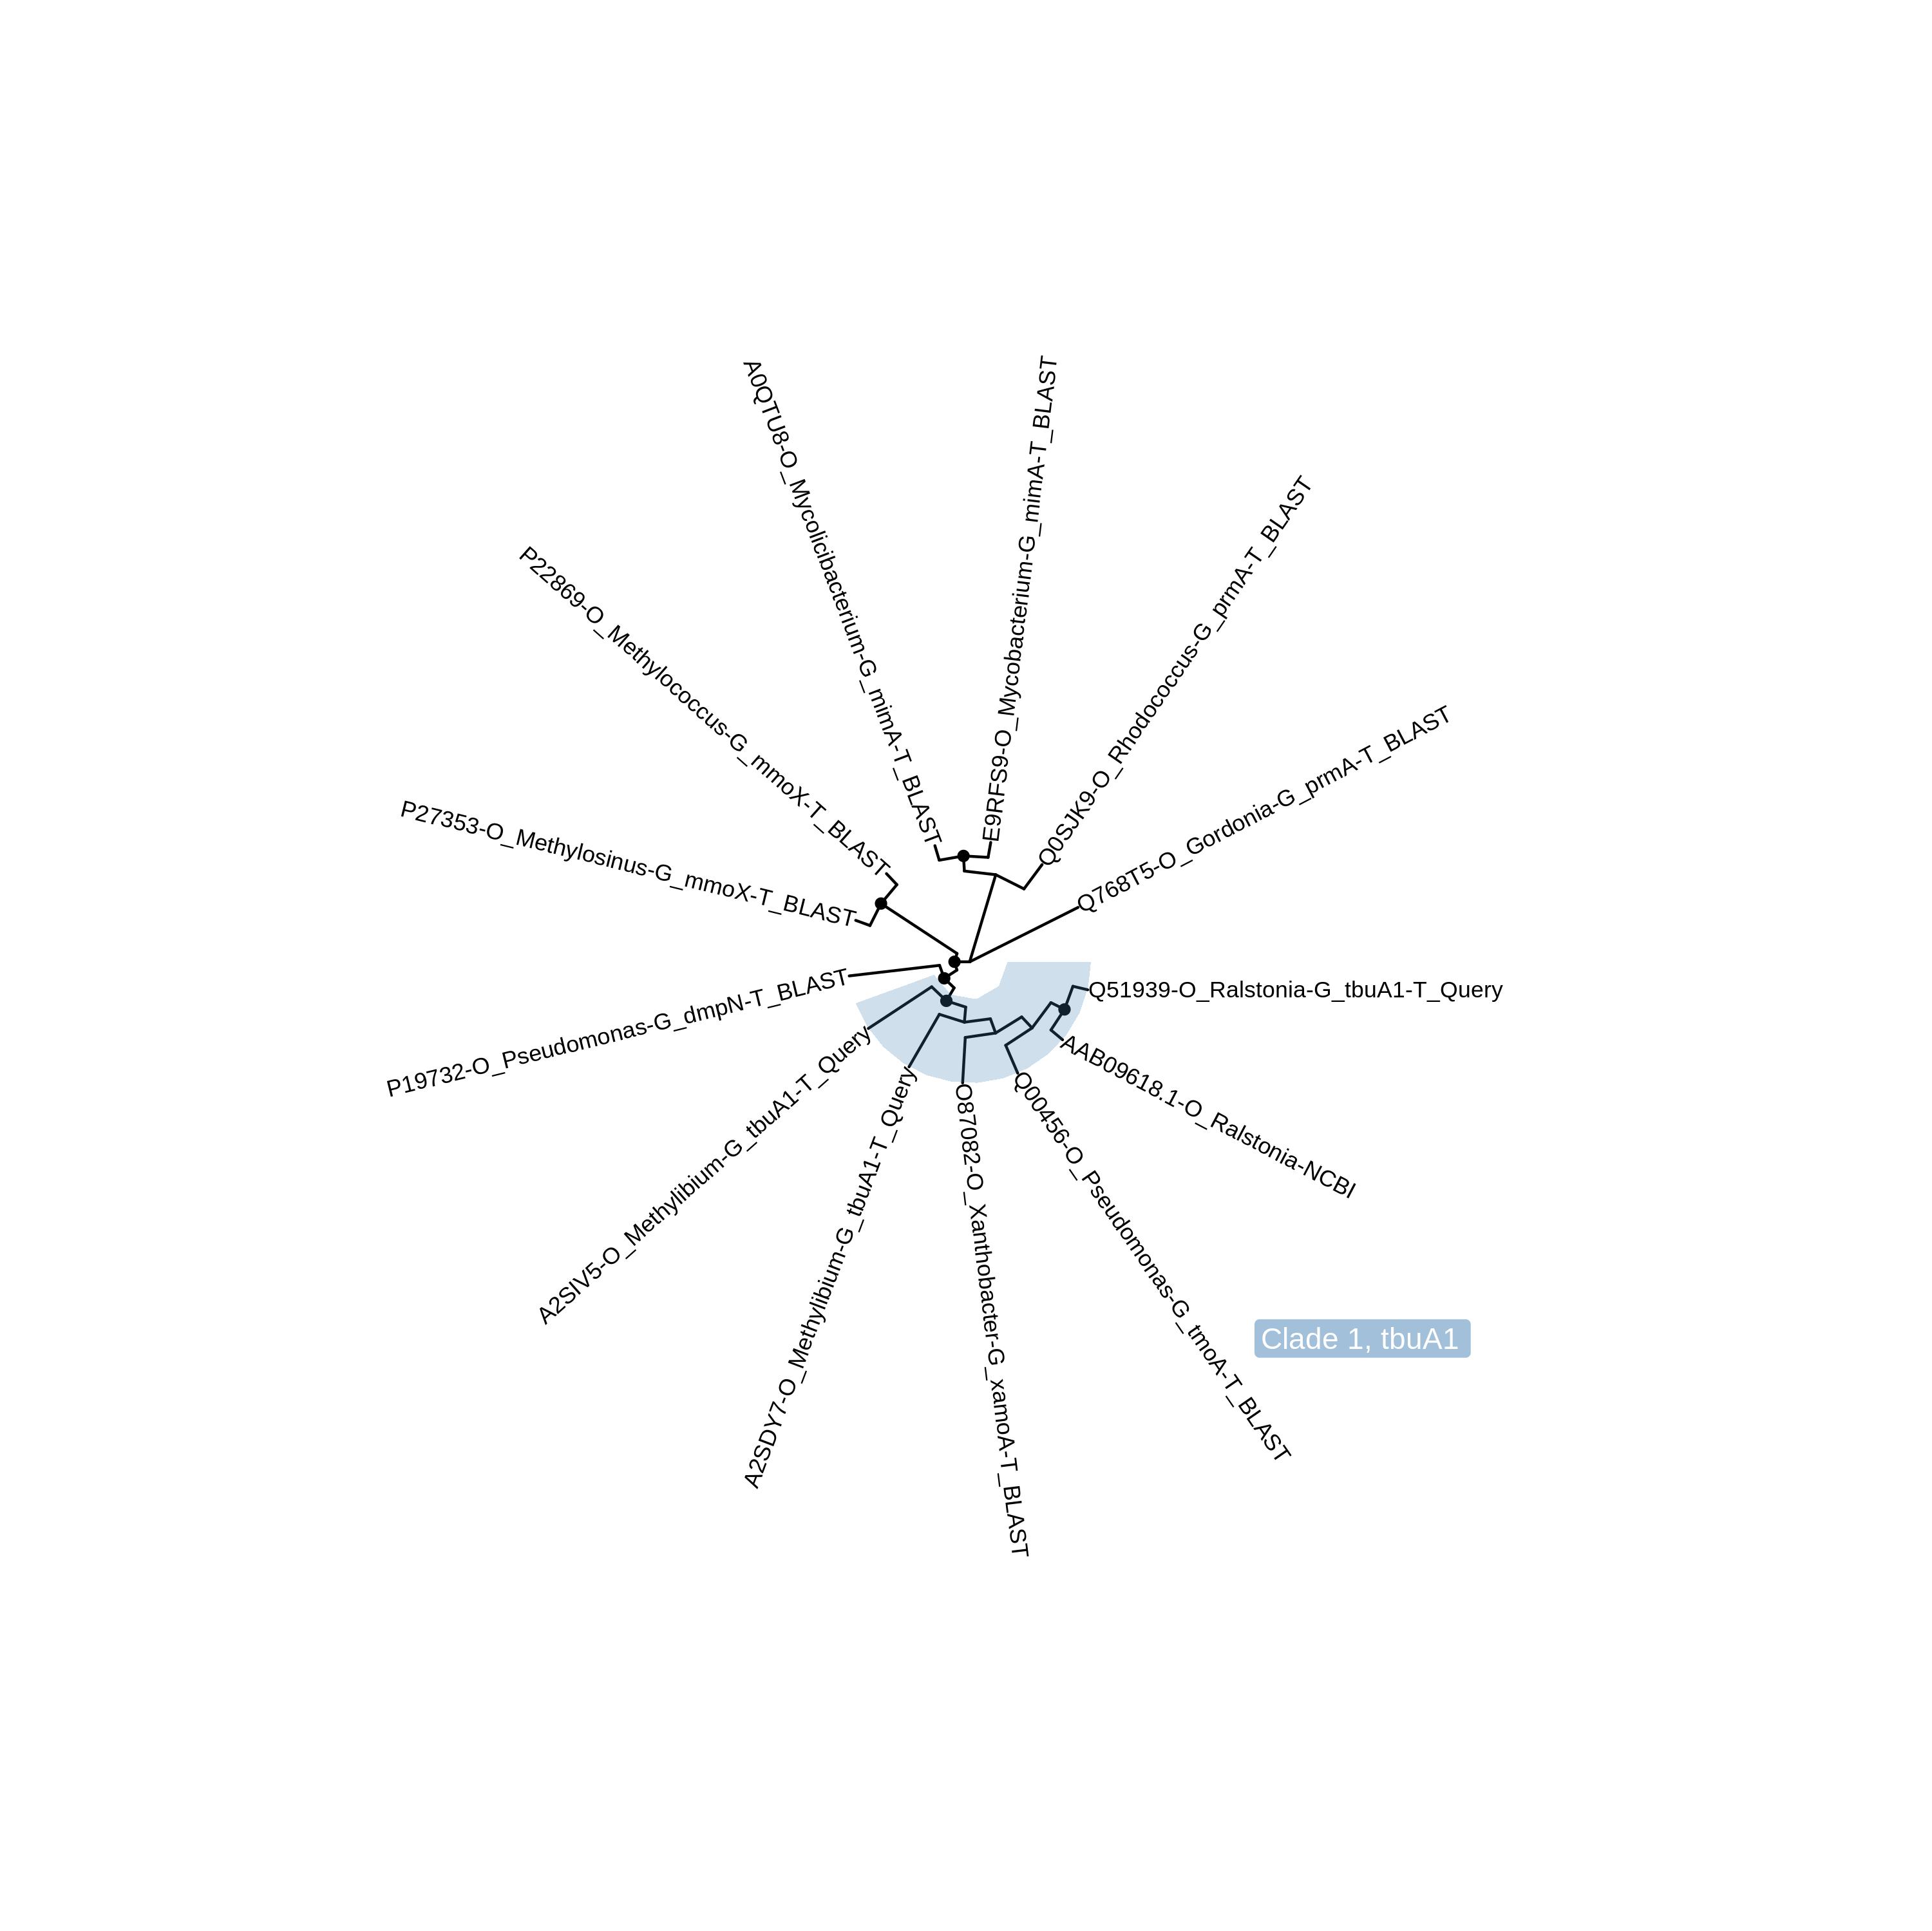 A0QTU8-O_Mycolicibacterium-G_mimA-T_BLAST
E9RFS9-O_Mycobacterium-G_mimA-T_BLAST
Q0SJK9-O_Rhodococcus-G_prmA-T_BLAST
P22869-O_Methylococcus-G_mmoX-T_BLAST
Q768T5-O_Gordonia-G_prmA-T_BLAST
P27353-O_Methylosinus-G_mmoX-T_BLAST
P19732-O_Pseudomonas-G_dmpN-T_BLAST
Q51939-O_Ralstonia-G_tbuA1-T_Query
A2SIV5-O_Methylibium-G_tbuA1-T_Query
AAB09618.1-O_Ralstonia-NCBI
A2SDY7-O_Methylibium-G_tbuA1-T_Query
O87082-O_Xanthobacter-G_xamoA-T_BLAST
Q00456-O_Pseudomonas-G_tmoA-T_BLAST
Clade 1, tbuA1